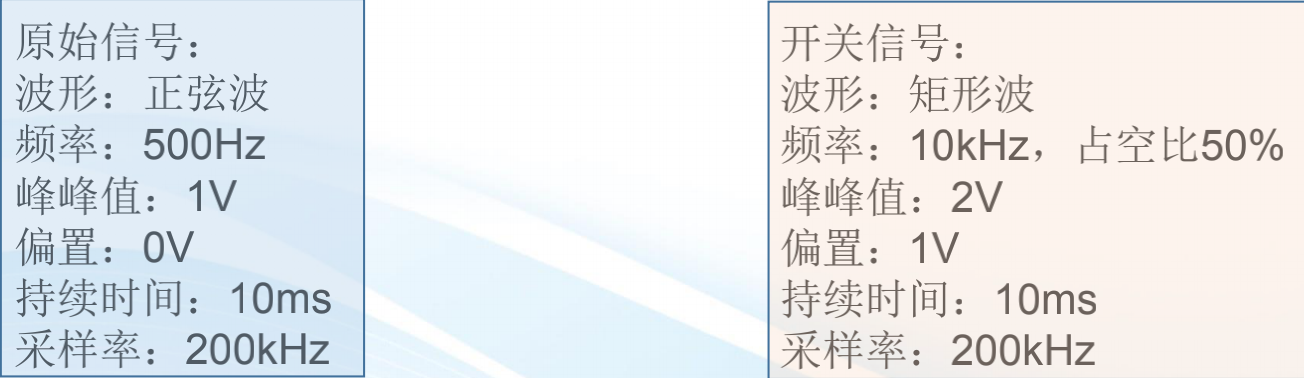 原始信号：
波形：正弦波
频率：500Hz
峰峰值：1V
偏置：0V
持续时间：10ms
采样率：200kHz
开关信号：
波形：矩形波
频率：10kHz，占空比50%
峰峰值：2V
偏置：1V
持续时间：10ms
采样率：200kHz